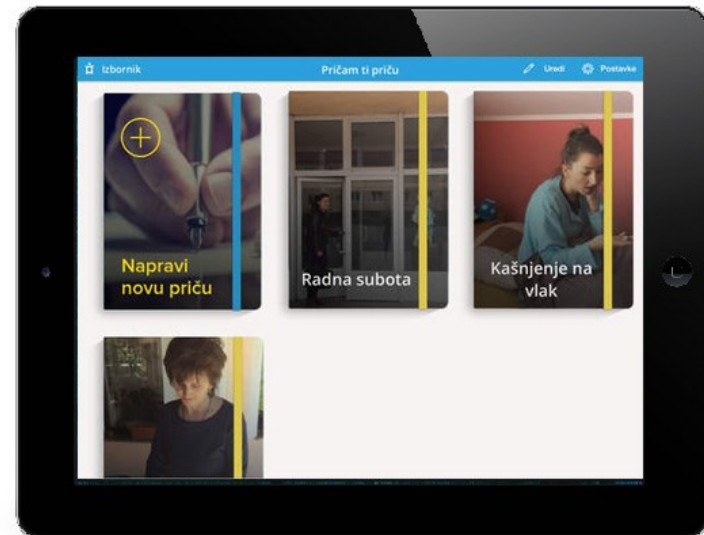 Izbornik
Pričam ti priču
Uredi
Postavke
Napravi
novu priču
Radna subota
Kašnjenje na
vlak